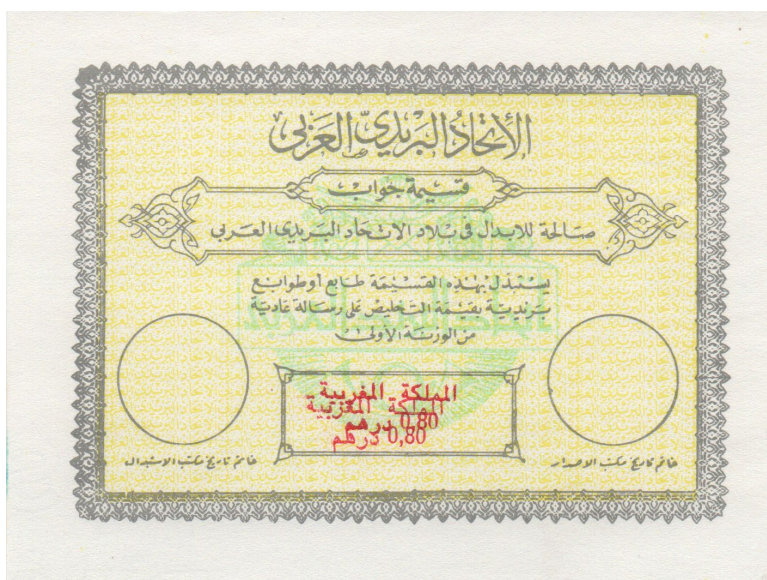 الاتحاد البريدي العربي
قسيمة جواب
صالحة للابدال في بلاد الاتحاد البريدي العربي
يستبدل بهذه القسيمة طابع أو طوابع
بريدية بقيمة التخليص على رسالة عادية
من الوزنة الأولى
المملكة المغربية
المملكة المغربية
0,80 درهم
0,80 درهم
خاتم تاريخ مكتب الاصدار
خاتم تاريخ مكتب الاستبدال